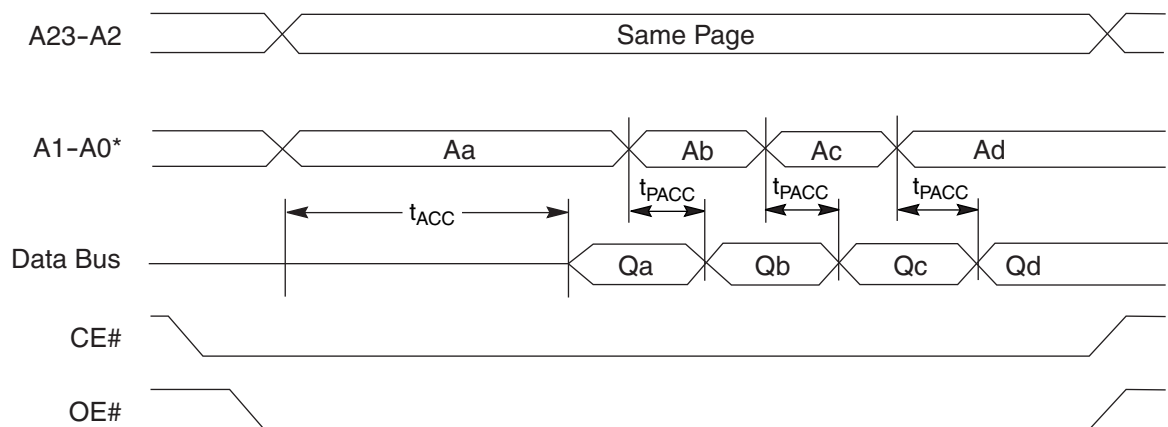 A23–A2
Same Page
A1–A0*
Aa
Ab
Ac
Ad
tACC
tPACC
tPACC
tPACC
Data Bus
Qa
Qb
Qc
Qd
CE#
OE#